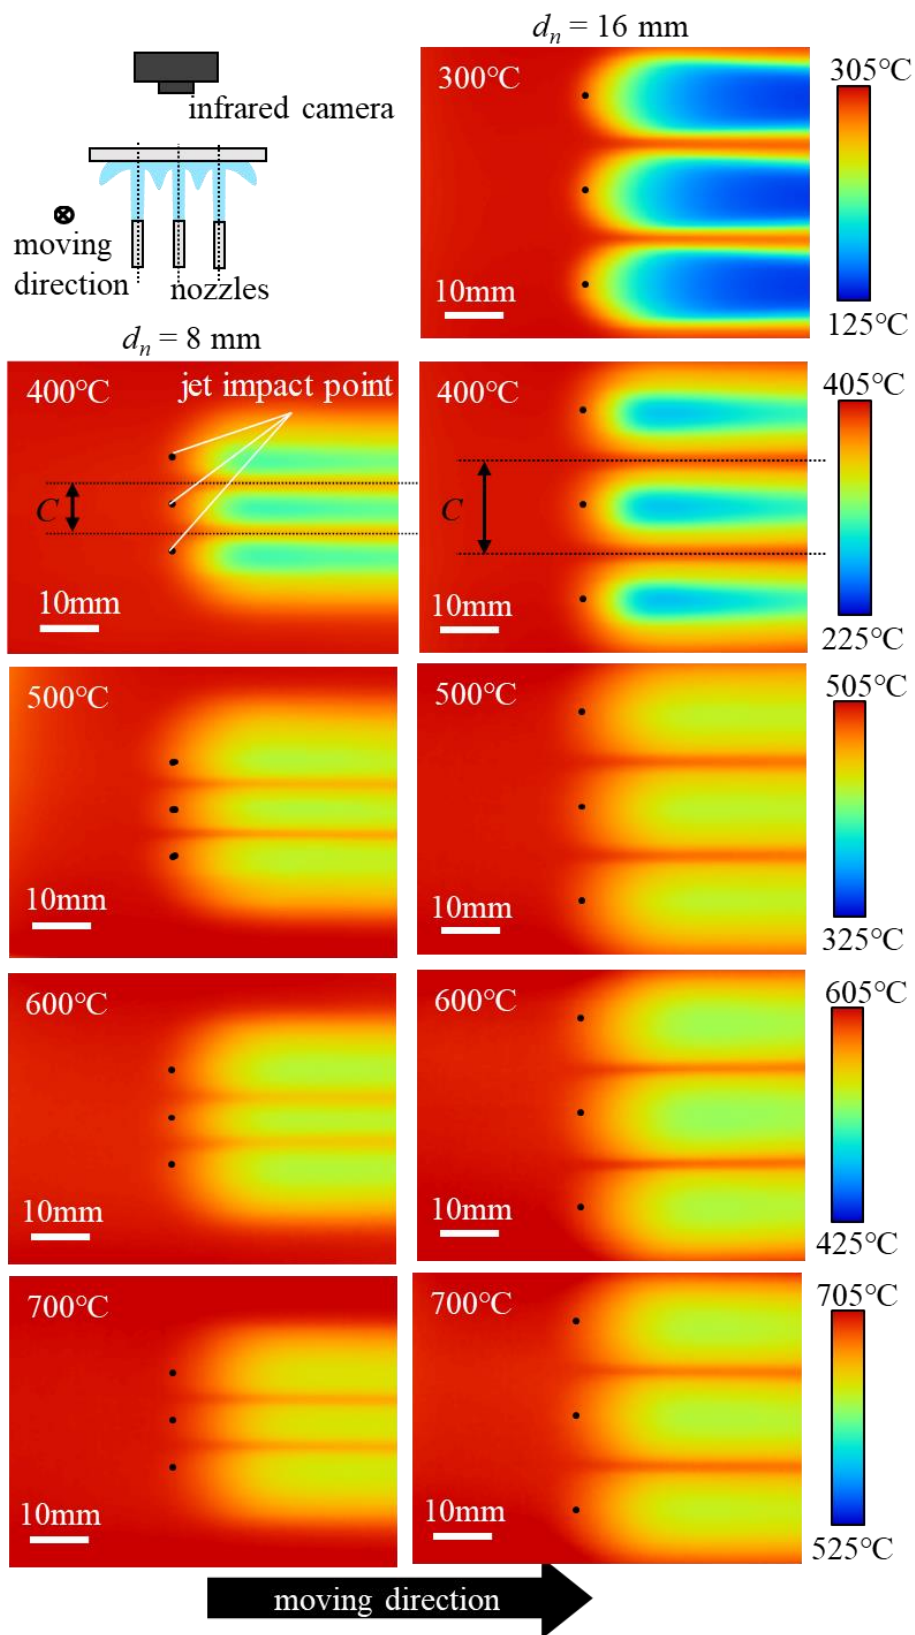 dn = 16 mm
infrared camera
moving
direction
nozzles
300℃
10mm
305℃
125℃
dn = 8 mm
400℃
jet impact point
C
10mm
400℃
C
10mm
405℃
225℃
500℃
10mm
500℃
10mm
505℃
325℃
600℃
10mm
600℃
10mm
605℃
425℃
700℃
10mm
700℃
10mm
705℃
525℃
moving direction